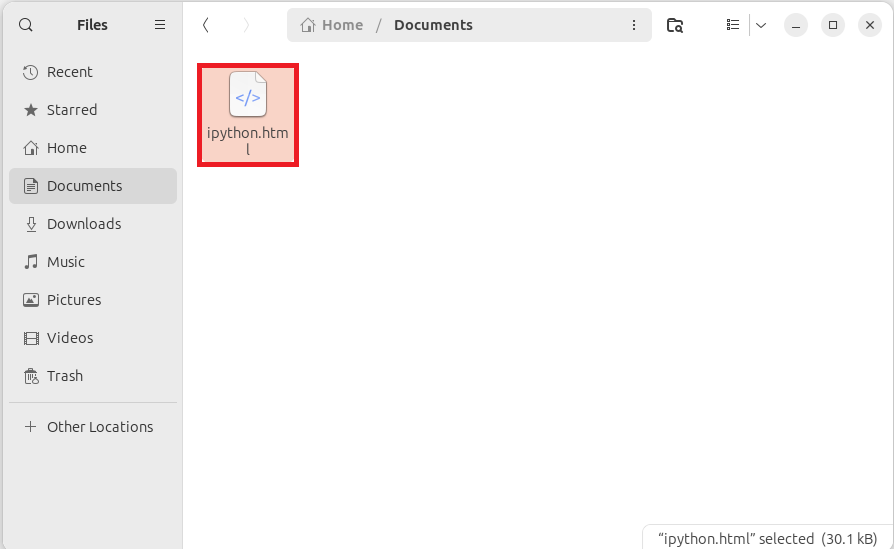 Files
Home / Documents
Recent
Starred
Home
Documents
Downloads
Music
Pictures
Videos
Trash
Other Locations
</>
ipython.htm
l
“ipython.html” selected (30.1 kB)